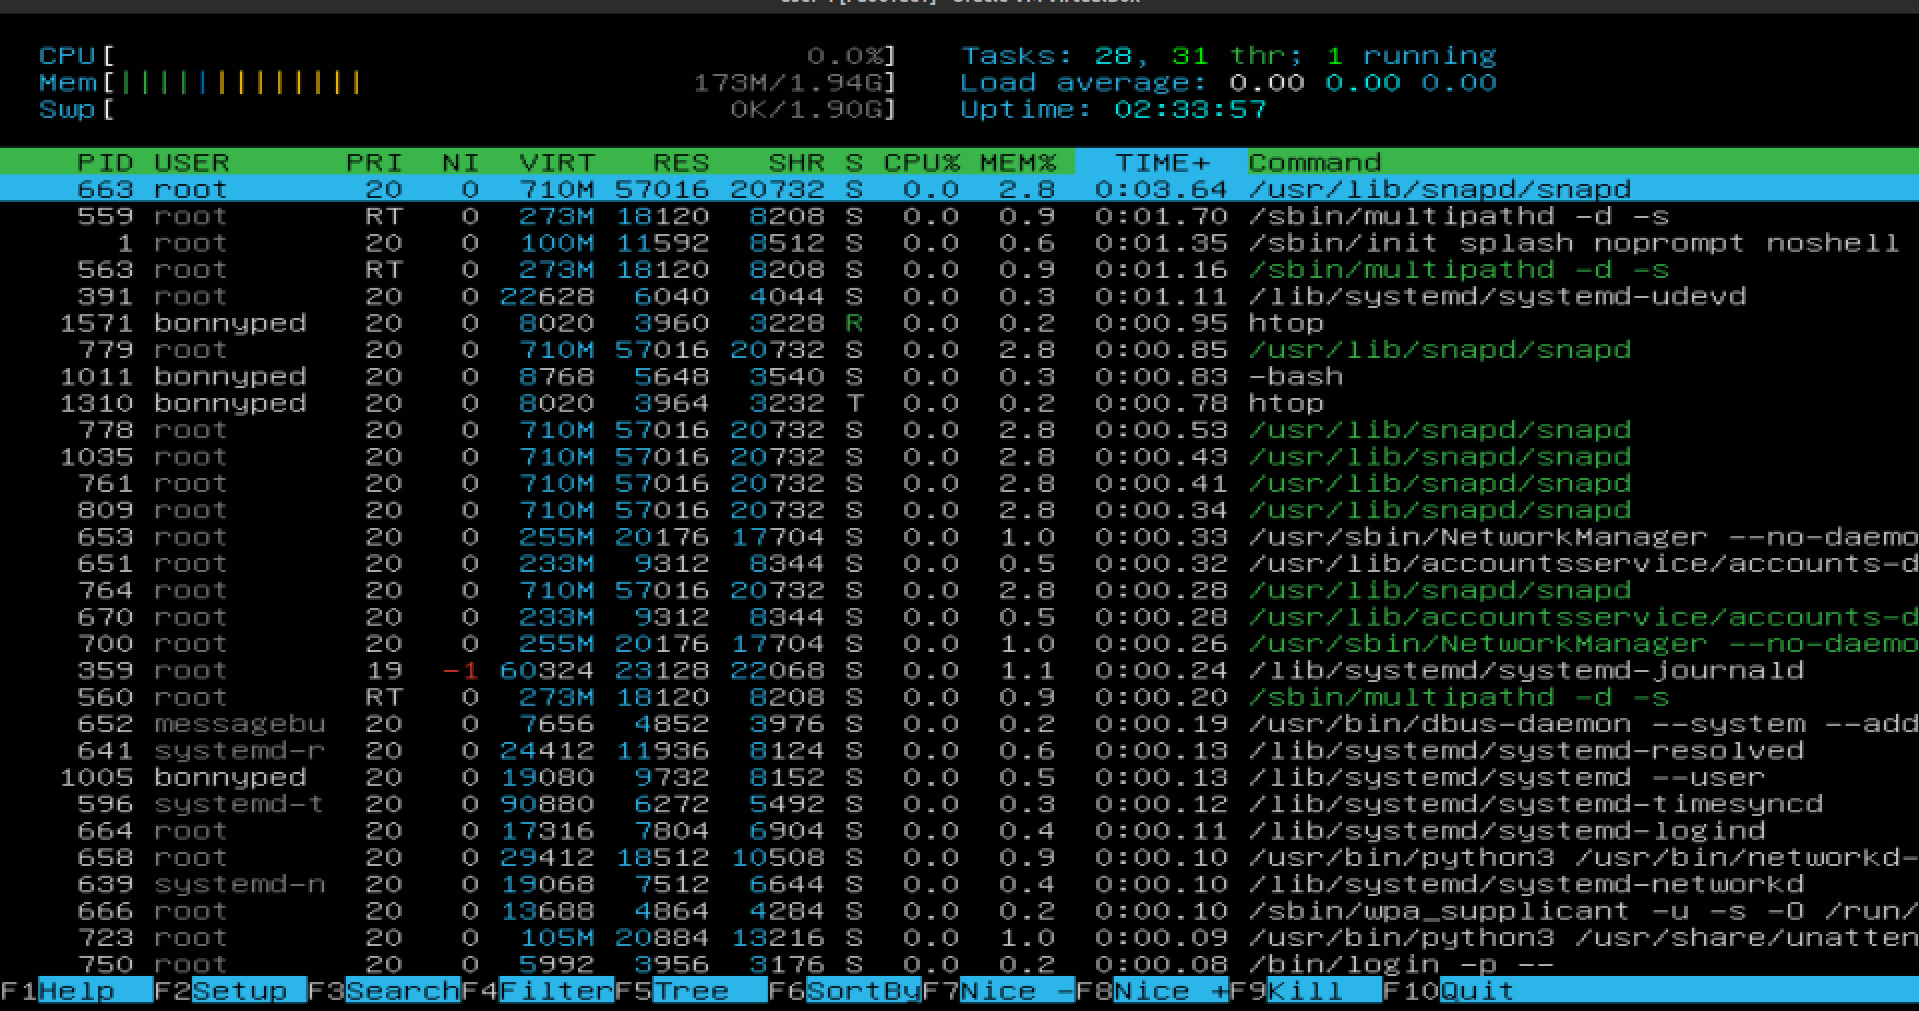 CPU[ 0.0%] Tasks: 28, 31 thr; 1 running
Mem[||||||||||||| 173M/1.94G] Load average: 0.00 0.00 0.00
Swp[ 0K/1.90G] Uptime: 02:33:57
PID USER PRI NI VIRT RES SHR S CPU% MEM% TIME+ Command
663 root 20 0 710M 57016 20732 S 0.0 2.8 0:03.64 /usr/lib/snapd/snapd
559 root RT 0 273M 18120 8208 S 0.0 0.9 0:01.70 /sbin/multipathd -d -s
1 root 20 0 100M 11592 8512 S 0.0 0.6 0:01.35 /sbin/init splash noprompt noshell
563 root RT 0 273M 18120 8208 S 0.0 0.9 0:01.16 /sbin/multipathd -d -s
391 root 20 0 22628 6040 4044 S 0.0 0.3 0:01.11 /lib/systemd/systemd-udevd
1571 bonnyped 20 0 8020 3960 3228 R 0.0 0.2 0:00.95 htop
779 root 20 0 710M 57016 20732 S 0.0 2.8 0:00.85 /usr/lib/snapd/snapd
1011 bonnyped 20 0 8768 5648 3540 S 0.0 0.3 0:00.83 -bash
1310 bonnyped 20 0 8020 3964 3232 T 0.0 0.2 0:00.78 htop
778 root 20 0 710M 57016 20732 S 0.0 2.8 0:00.53 /usr/lib/snapd/snapd
1035 root 20 0 710M 57016 20732 S 0.0 2.8 0:00.43 /usr/lib/snapd/snapd
761 root 20 0 710M 57016 20732 S 0.0 2.8 0:00.41 /usr/lib/snapd/snapd
809 root 20 0 710M 57016 20732 S 0.0 2.8 0:00.34 /usr/lib/snapd/snapd
653 root 20 0 255M 20176 17704 S 0.0 1.0 0:00.33 /usr/sbin/NetworkManager --no-daemo
651 root 20 0 233M 9312 8344 S 0.0 0.5 0:00.32 /usr/lib/accountsservice/accounts-d
764 root 20 0 710M 57016 20732 S 0.0 2.8 0:00.28 /usr/lib/snapd/snapd
670 root 20 0 233M 9312 8344 S 0.0 0.5 0:00.28 /usr/lib/accountsservice/accounts-d
700 root 20 0 255M 20176 17704 S 0.0 1.0 0:00.26 /usr/sbin/NetworkManager --no-daemo
359 root 19 -1 60324 23128 22068 S 0.0 1.1 0:00.24 /lib/systemd/systemd-journald
560 root RT 0 273M 18120 8208 S 0.0 0.9 0:00.20 /sbin/multipathd -d -s
652 messagebu 20 0 7656 4852 3976 S 0.0 0.2 0:00.19 /usr/bin/dbus-daemon --system --add
641 systemd-r 20 0 24412 11936 8124 S 0.0 0.6 0:00.13 /lib/systemd/systemd-resolved
1005 bonnyped 20 0 19080 9732 8152 S 0.0 0.5 0:00.13 /lib/systemd/systemd --user
596 systemd-t 20 0 90880 6272 5492 S 0.0 0.3 0:00.12 /lib/systemd/systemd-timesyncd
664 root 20 0 17316 7804 6904 S 0.0 0.4 0:00.11 /lib/systemd/systemd-logind
658 root 20 0 29412 18512 10508 S 0.0 0.9 0:00.10 /usr/bin/python3 /usr/bin/networkd-
639 systemd-n 20 0 19068 7512 6644 S 0.0 0.4 0:00.10 /lib/systemd/systemd-networkd
666 root 20 0 13688 4864 4284 S 0.0 0.2 0:00.10 /sbin/wpa_supplicant -u -s -O /run/
723 root 20 0 105M 20884 13216 S 0.0 1.0 0:00.09 /usr/bin/python3 /usr/share/unatten
750 root 20 0 5992 3956 3176 S 0.0 0.2 0:00.08 /bin/login -p --
F1Help F2Setup F3SearchF4FilterF5Tree F6SortByF7Nice -F8Nice +F9Kill F10Quit